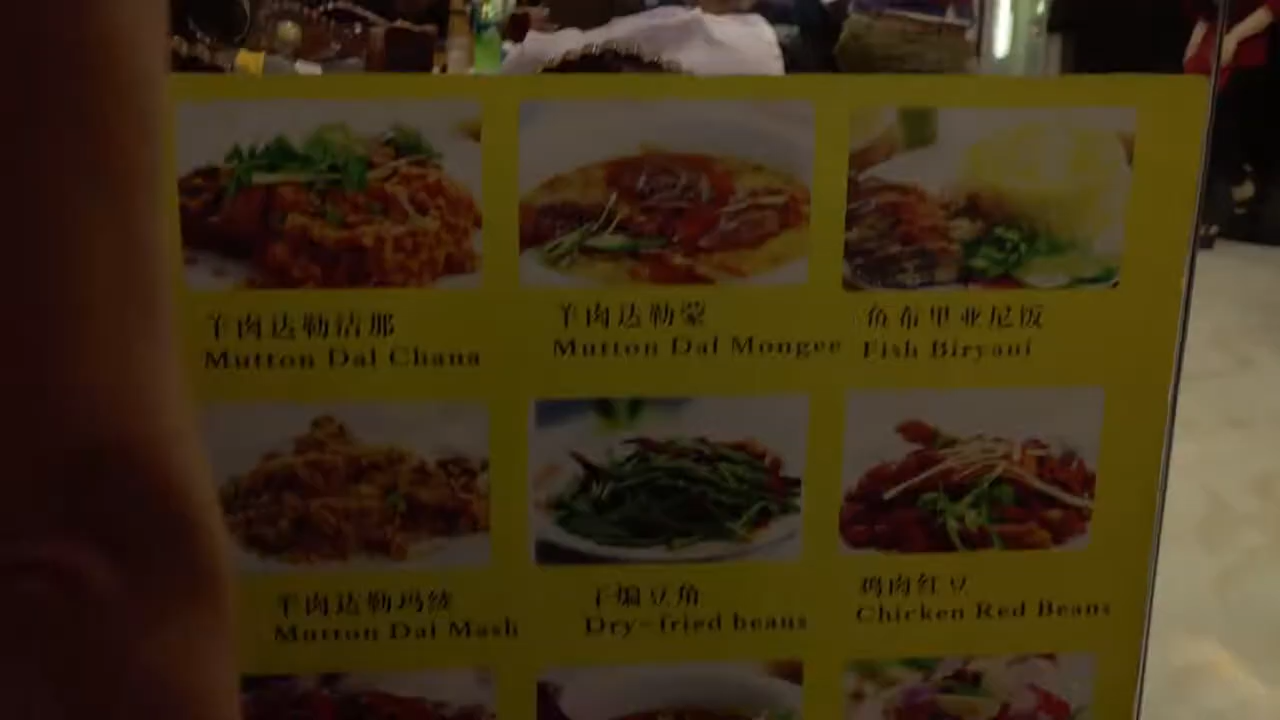 羊肉达勒洁那
Mutton Dal Chana
羊肉达勒蒙
Mutton Dal Mongee
鱼布里亚尼饭
Fish Biryani
羊肉达勒玛
Mutton Dal Mash
干煸豆角
Dry-fried beans
鸡肉红豆
Chicken Red Beans